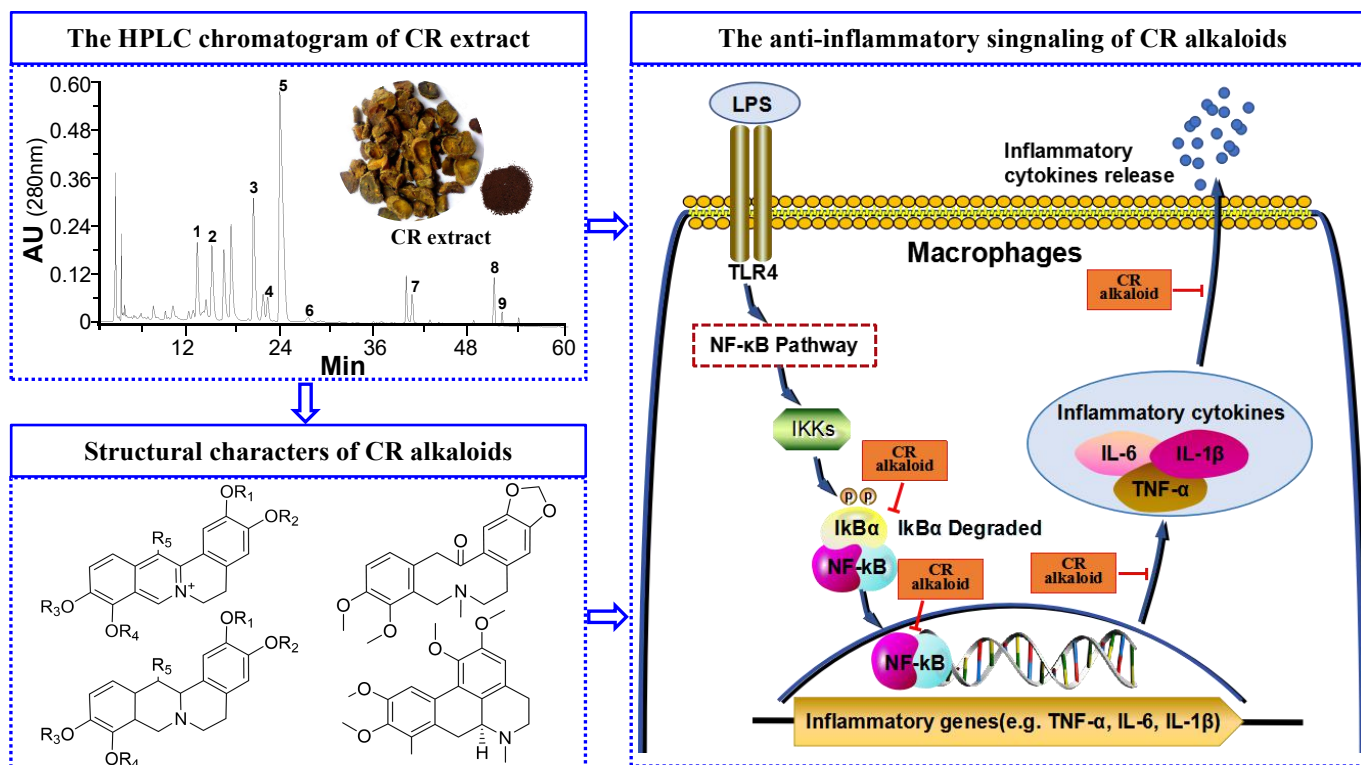 The HPLC chromatogram of CR extract
0.60
0.48
0.36
0.24
0.12
0
AU (280nm)
1
2
3
4
5
6
7
8
9
CR extract
12
24
36
48
60
Min
Structural characters of CR alkaloids
OR1
OR2
R5
N+
R3O
OR4
OR1
OR2
R5
N
R3O
OR4
O
O
O
N
O
O
O
O
O
O
N
H
The anti-inflammatory singnaling of CR alkaloids
LPS
TLR4
Inflammatory
cytokines release
Macrophages
NF-κB Pathway
IKKs
CR
alkaloid
P
P
IkBα
IkBα Degraded
NF-kB
CR
alkaloid
NF-kB
CR
alkaloid
CR
alkaloid
Inflammatory cytokines
IL-6
IL-1β
TNF-α
Inflammatory genes(e.g. TNF-α, IL-6, IL-1β)